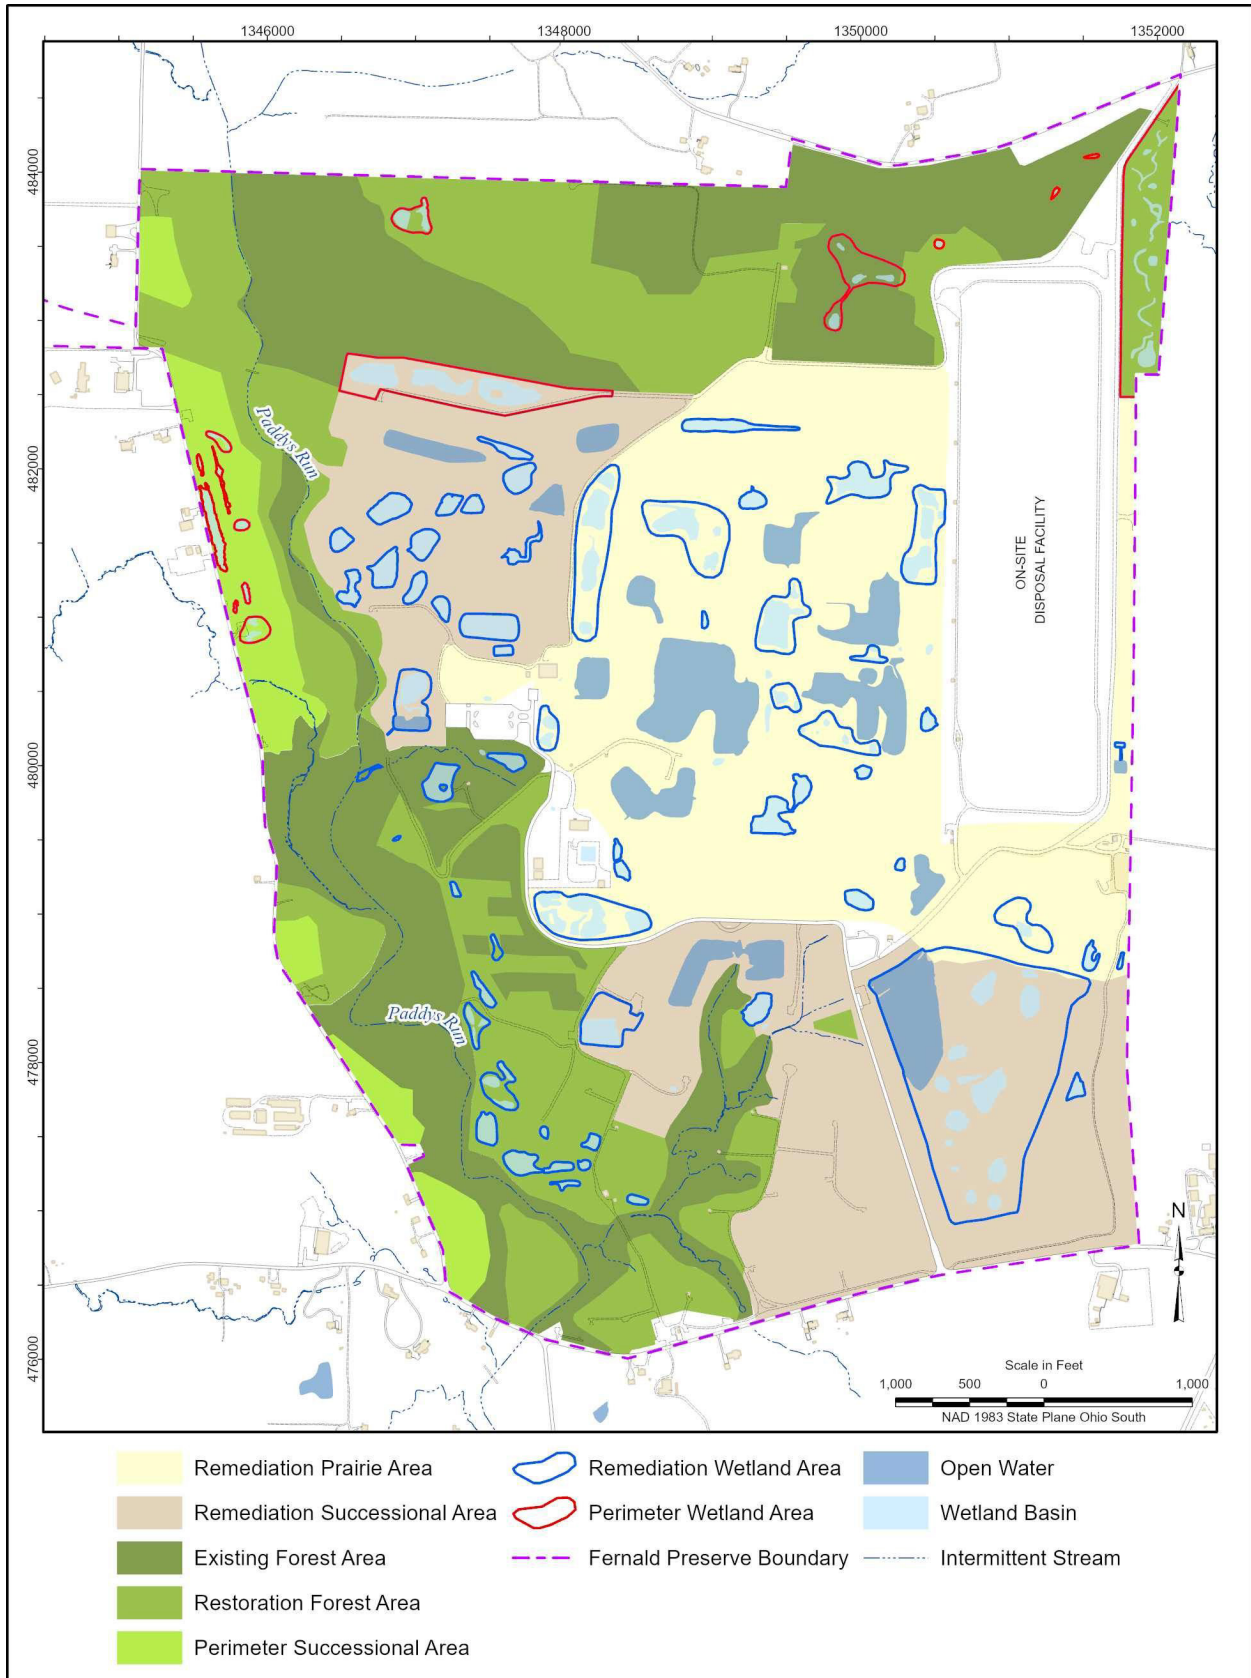 1346000 1348000 1350000 1352000
484000
482000
480000
478000
476000
Paddys Run
Paddys Run
ON-SITE
DISPOSAL FACILITY
N
Scale in Feet
1,000 500 0 1,000
NAD 1983 State Plane Ohio South
Remediation Prairie Area
Remediation Successional Area
Existing Forest Area
Restoration Forest Area
Perimeter Successional Area
Remediation Wetland Area
Perimeter Wetland Area
Fernald Preserve Boundary
Open Water
Wetland Basin
Intermittent Stream